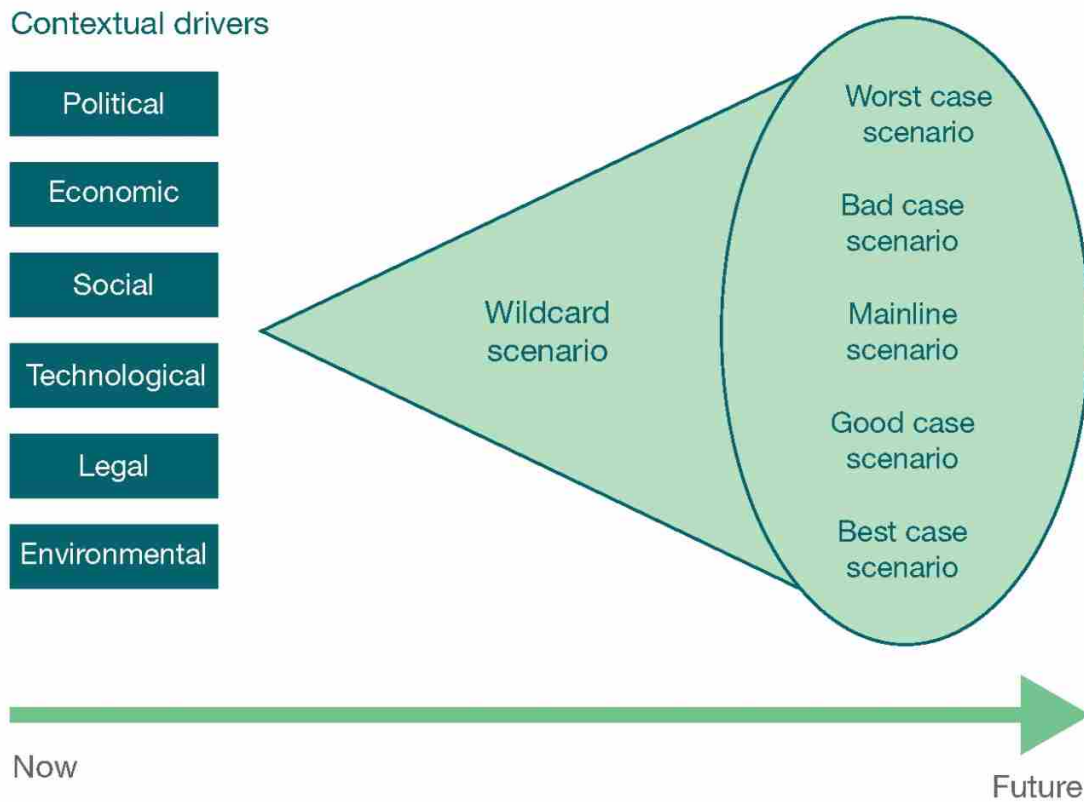 Contextual drivers
Political
Economic
Social
Technological
Legal
Environmental
Wildcard
scenario
Worst case
scenario
Bad case
scenario
Mainline
scenario
Good case
scenario
Best case
scenario
Now
Future